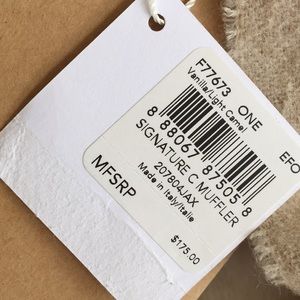 F77673 ONE EFO
Vanilla/Light Camel
8 88067 87505 8
SIGNATURE C MUFFLER
207804JAX
Made in Italy/Italie
MFSRP $175.00